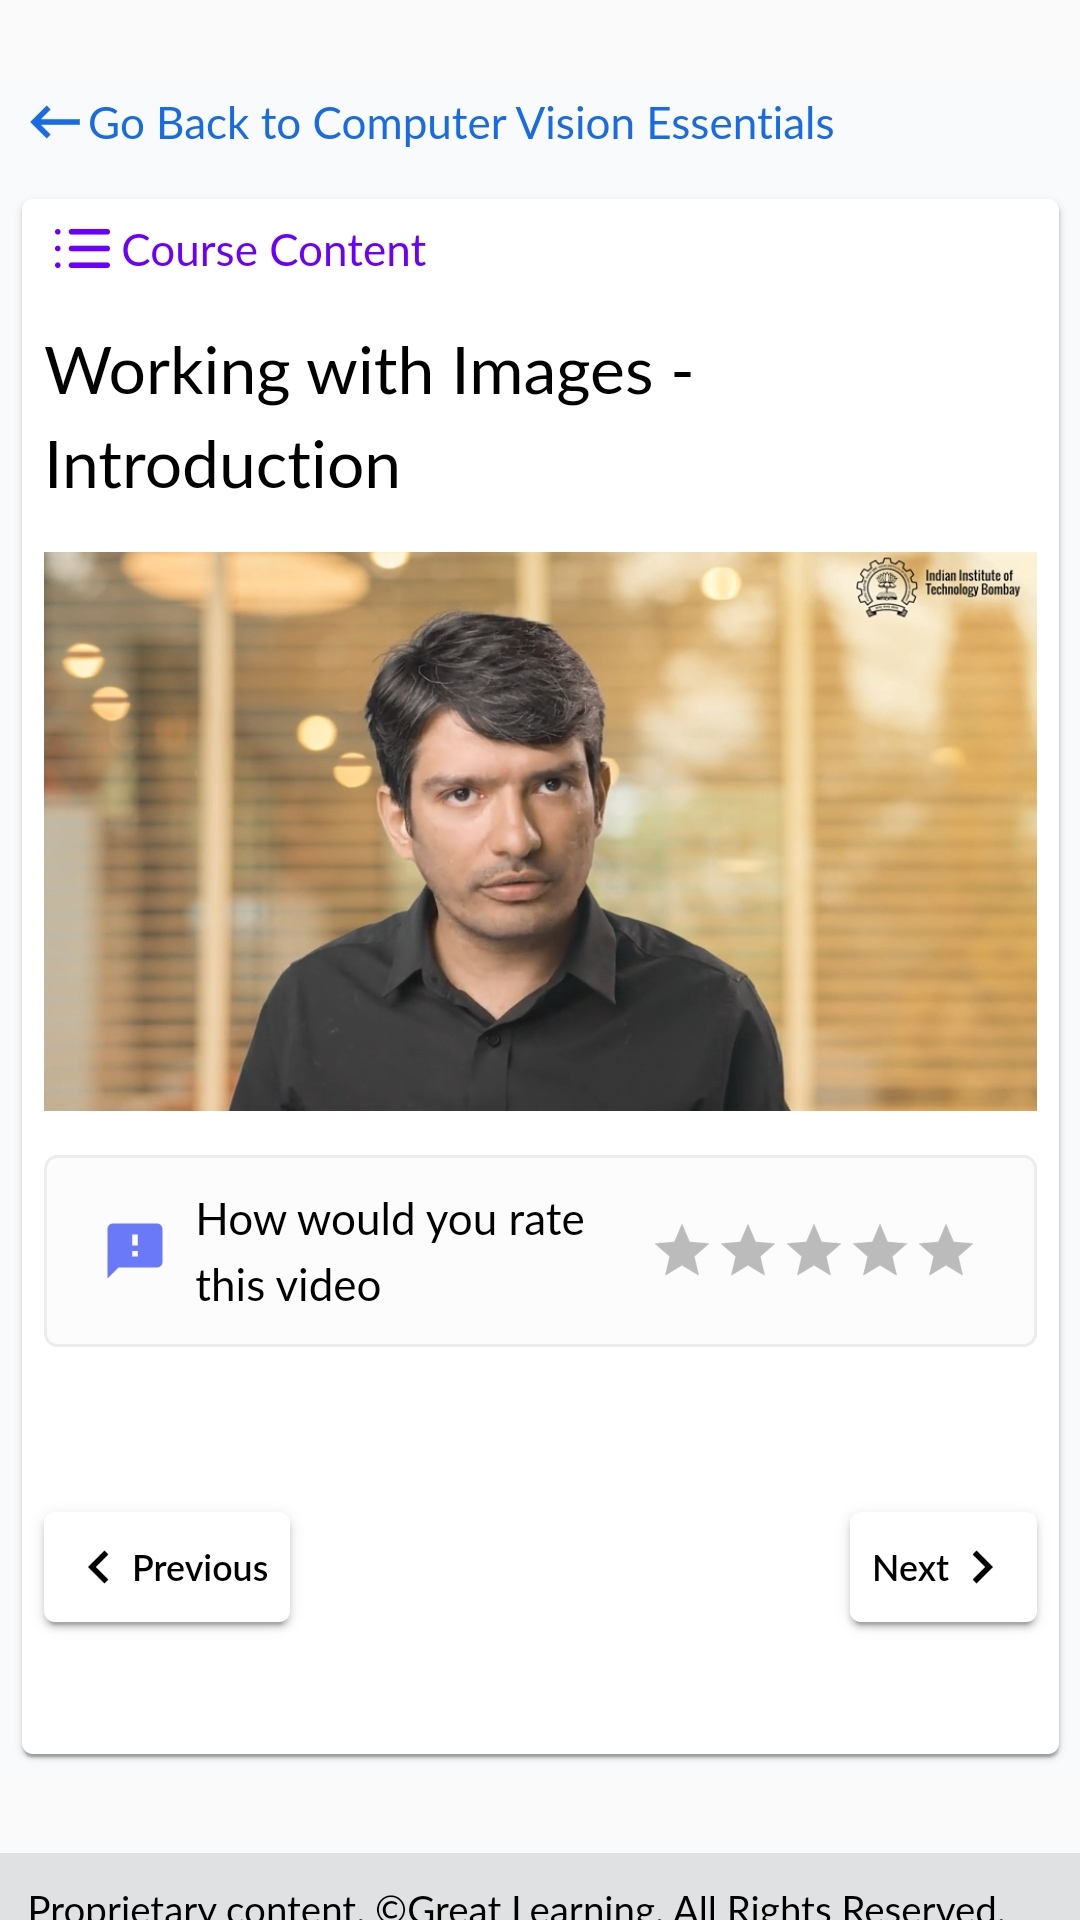 Go Back to Computer Vision Essentials
Course Content
Working with Images -
Introduction
Indian Institute of
Technology Bombay
How would you rate
this video
Previous
Next
Proprietary content. ©Great Learning. All Rights Reserved.